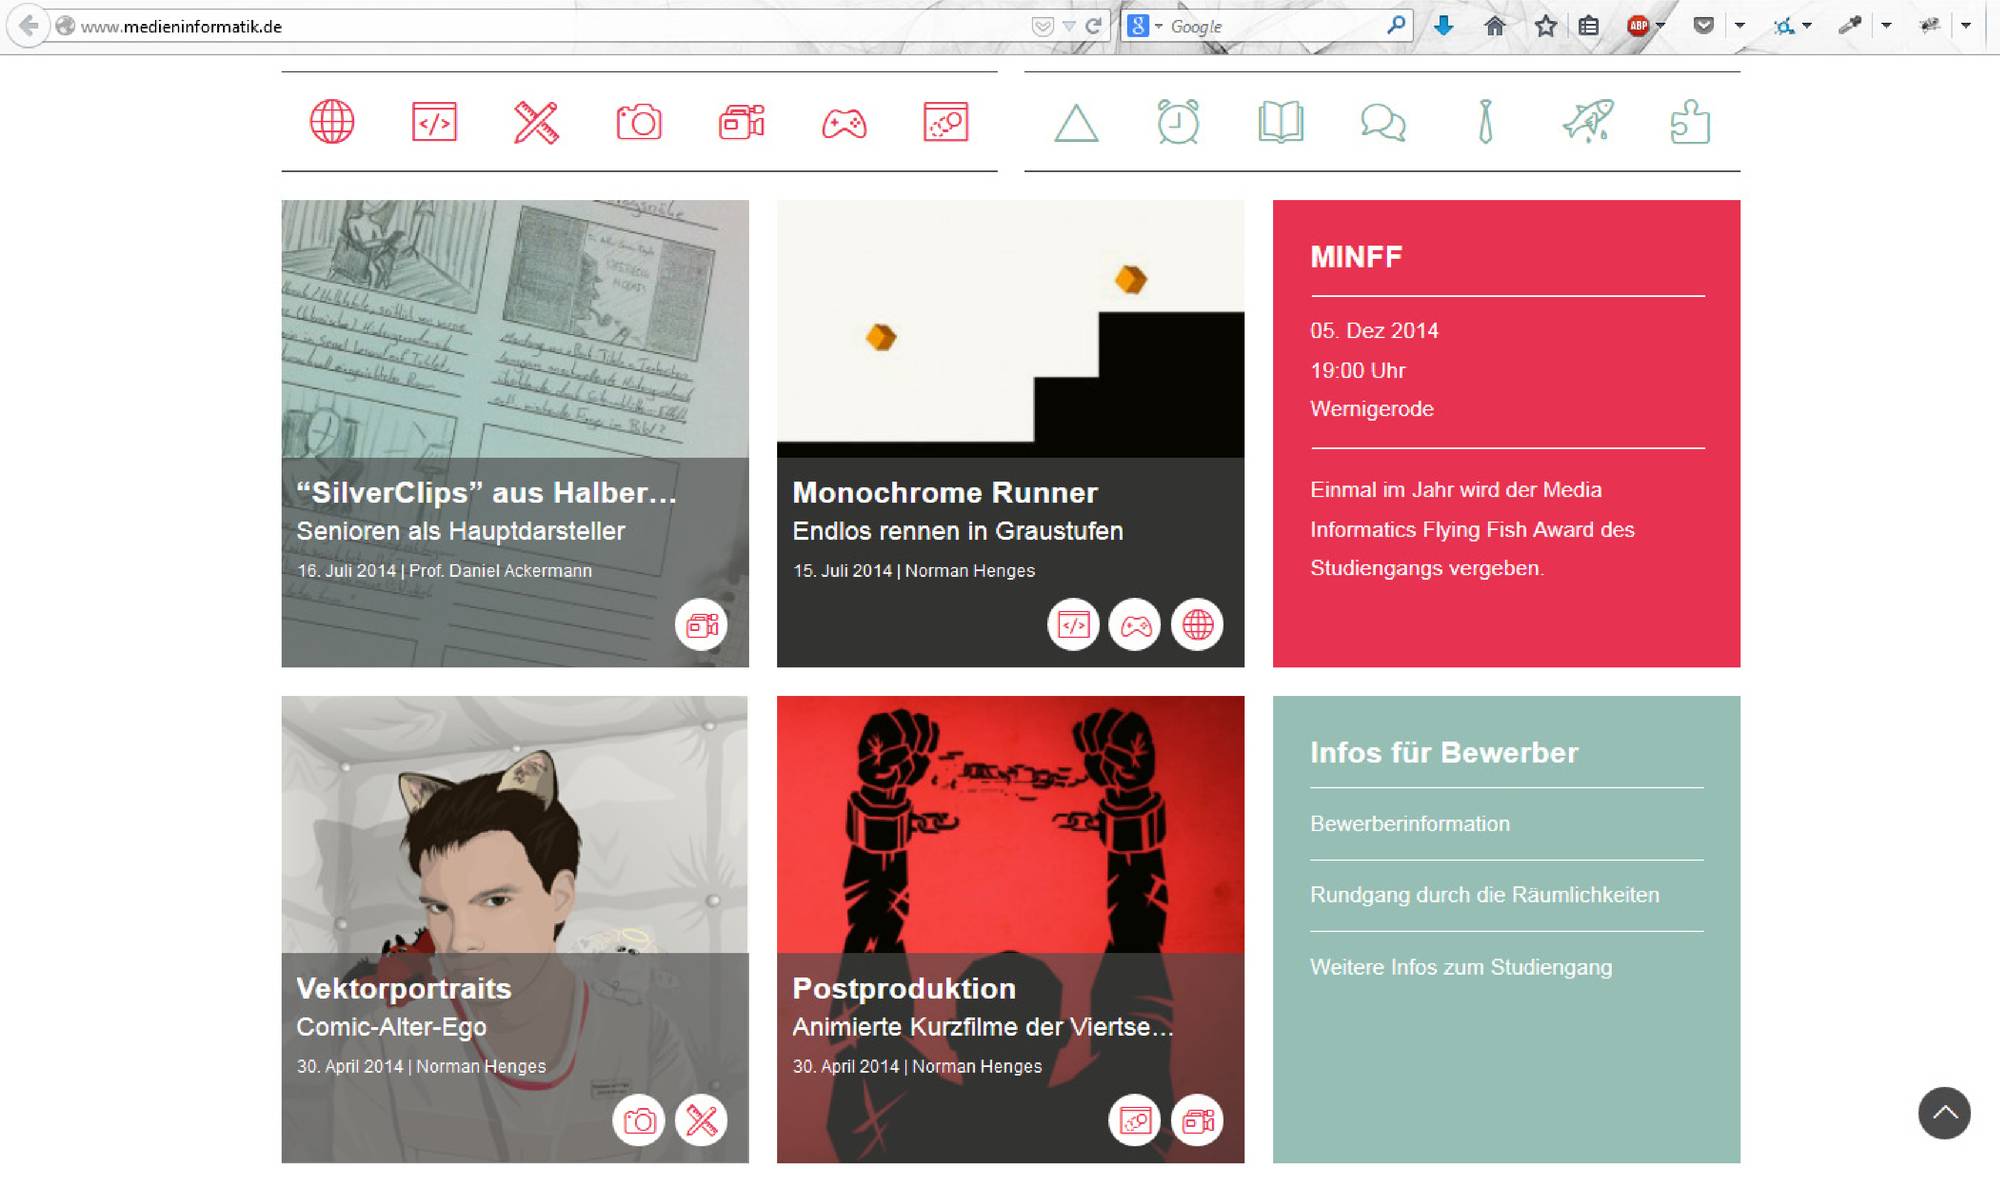 www.medieninformatik.de
Google
ABP
"SilverClips" aus Halber...
Senioren als Hauptdarsteller
16. Juli 2014 | Prof. Daniel Ackermann
Monochrome Runner
Endlos rennen in Graustufen
15. Juli 2014 | Norman Henges
MINFF
05. Dez 2014
19:00 Uhr
Wernigerode
Einmal im Jahr wird der Media
Informatics Flying Fish Award des
Studiengangs vergeben.
Vektorportraits
Comic-Alter-Ego
30. April 2014 | Norman Henges
Postproduktion
Animierte Kurzfilme der Viertse...
30. April 2014 | Norman Henges
Infos für Bewerber
Bewerberinformation
Rundgang durch die Räumlichkeiten
Weitere Infos zum Studiengang